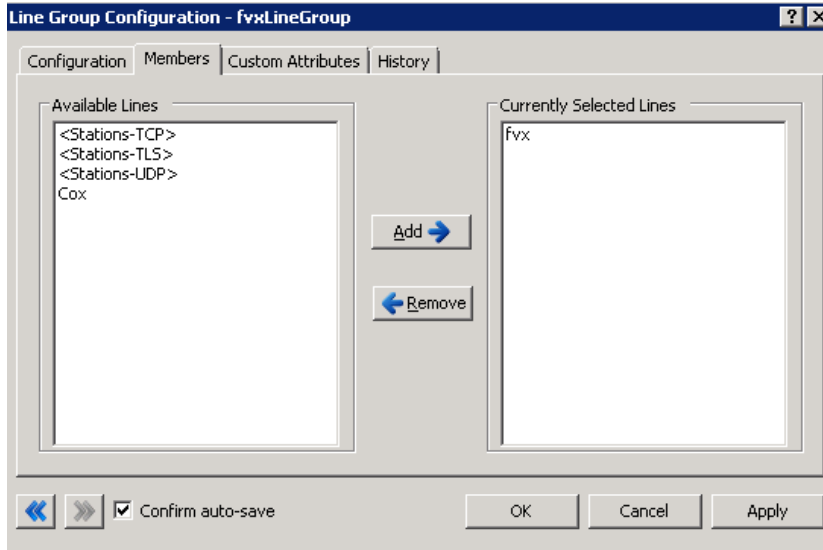 Line Group Configuration - fvxLineGroup
Configuration Members Custom Attributes History
Available Lines
<Stations-TCP>
<Stations-TLS>
<Stations-UDP>
Cox
Add
Remove
Currently Selected Lines
fvx
Confirm auto-save
OK Cancel Apply